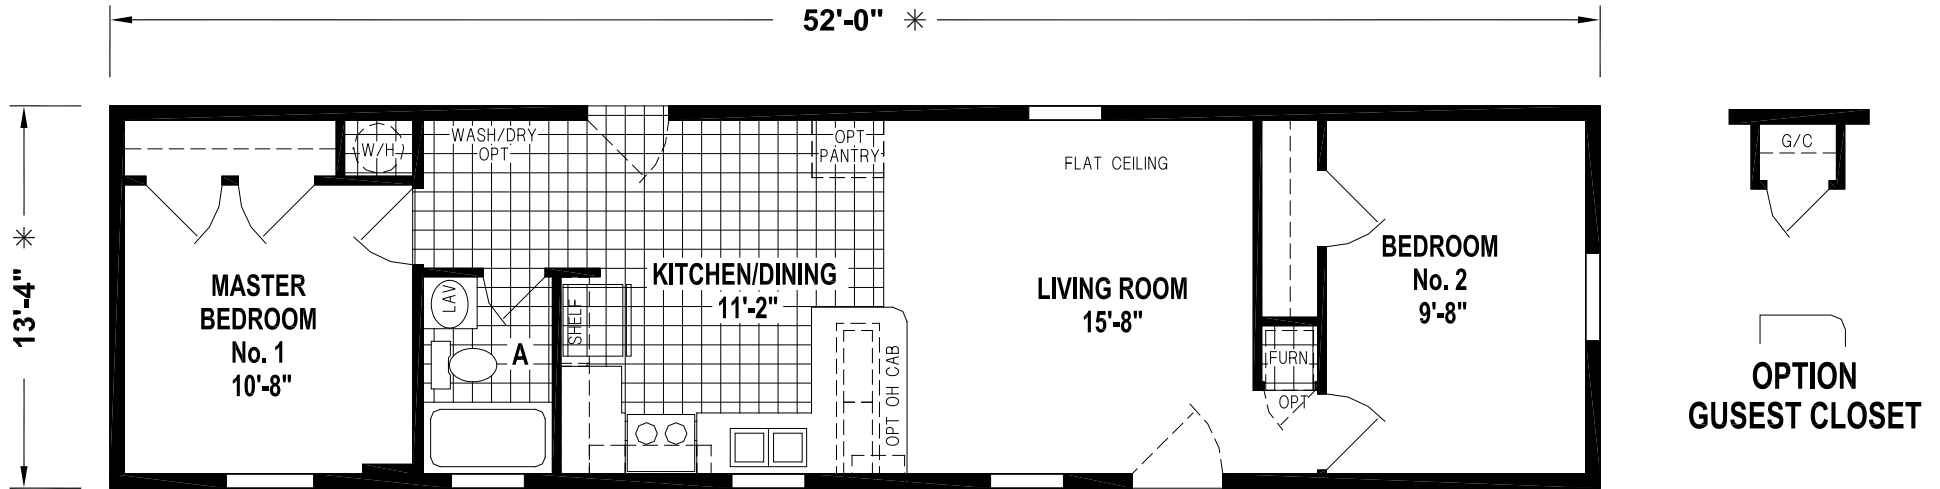 52'-0" *
13'-4" *
W/H
WASH/DRY
OPT
OPT
PANTRY
FLAT CEILING
G/C
MASTER
BEDROOM
No. 1
10'-8"
LAV
A
SHELF
KITCHEN/DINING
11'-2"
OPT OH CAB
LIVING ROOM
15'-8"
FURN
OPT
BEDROOM
No. 2
9'-8"
OPTION
GUSEST CLOSET